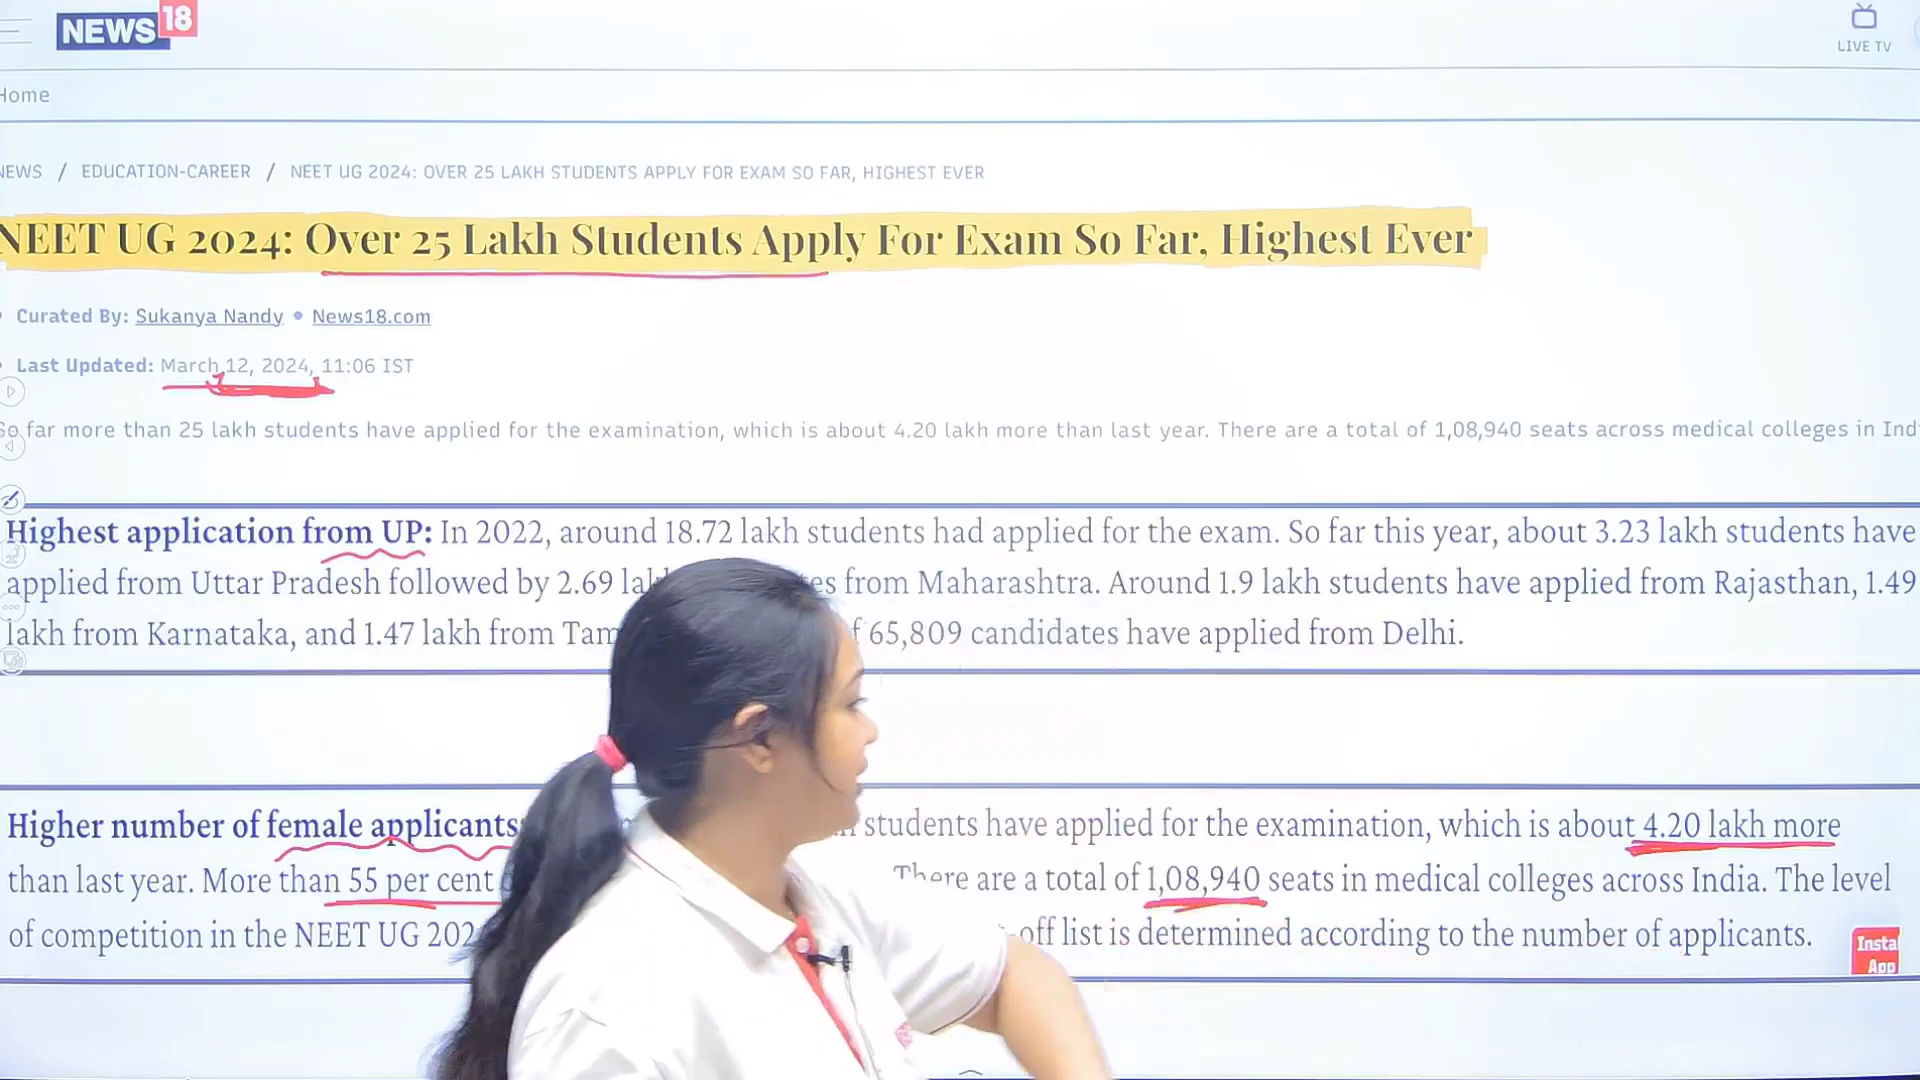 NEWS 18
LIVE TV
Home
NEWS / EDUCATION-CAREER / NEET UG 2024: OVER 25 LAKH STUDENTS APPLY FOR EXAM SO FAR, HIGHEST EVER
NEET UG 2024: Over 25 Lakh Students Apply For Exam So Far, Highest Ever
Curated By: Sukanya Nandy • News18.com
Last Updated: March 12, 2024, 11:06 IST
So far more than 25 lakh students have applied for the examination, which is about 4.20 lakh more than last year. There are a total of 1,08,940 seats across medical colleges in Ind
Highest application from UP: In 2022, around 18.72 lakh students had applied for the exam. So far this year, about 3.23 lakh students have
applied from Uttar Pradesh followed by 2.69 from Maharashtra. Around 1.9 lakh students have applied from Rajasthan, 1.49
lakh from Karnataka, and 1.47 lakh from 65,809 candidates have applied from Delhi.
Higher number of female applicants students have applied for the examination, which is about 4.20 lakh more
than last year. More than 55 per cent There are a total of 1,08,940 seats in medical colleges across India. The level
of competition in the NEET UG 202 off list is determined according to the number of applicants.
Insta
App